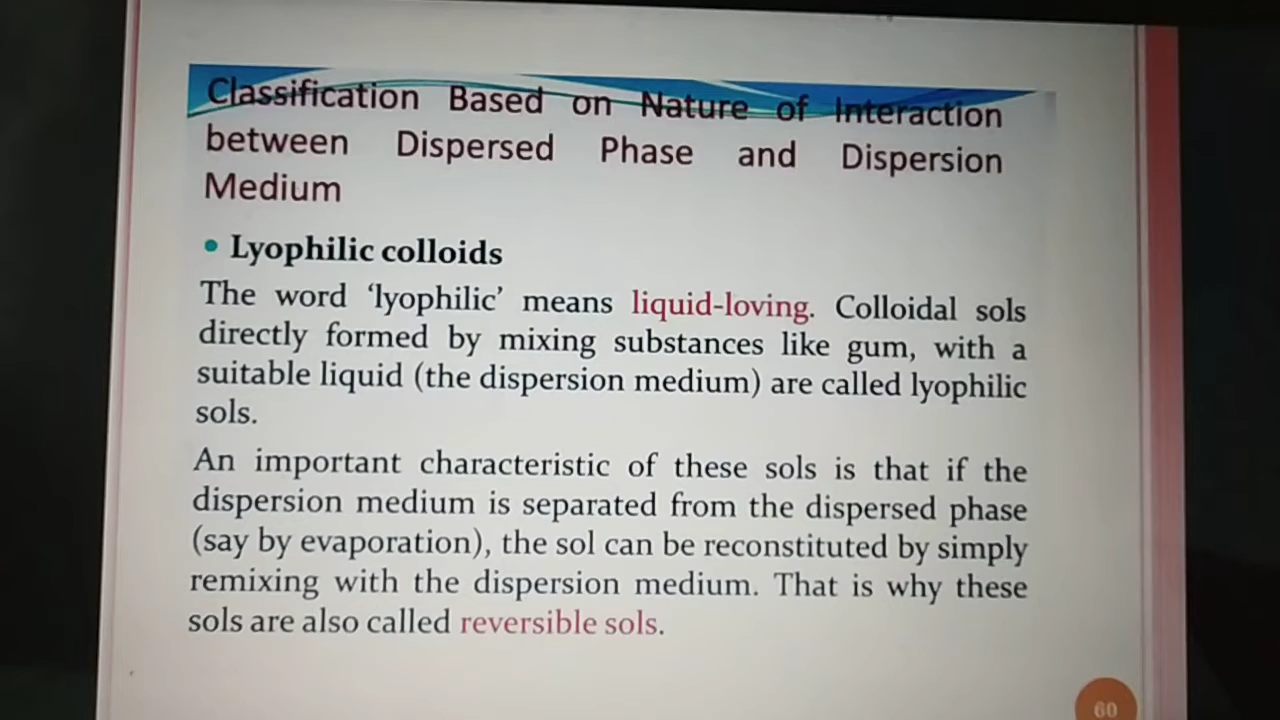 Classification Based on Nature of Interaction
between Dispersed Phase and Dispersion
Medium
• Lyophilic colloids
The word ‘lyophilic’ means liquid-loving. Colloidal sols
directly formed by mixing substances like gum, with a
suitable liquid (the dispersion medium) are called lyophilic
sols.
An important characteristic of these sols is that if the
dispersion medium is separated from the dispersed phase
(say by evaporation), the sol can be reconstituted by simply
remixing with the dispersion medium. That is why these
sols are also called reversible sols.
60